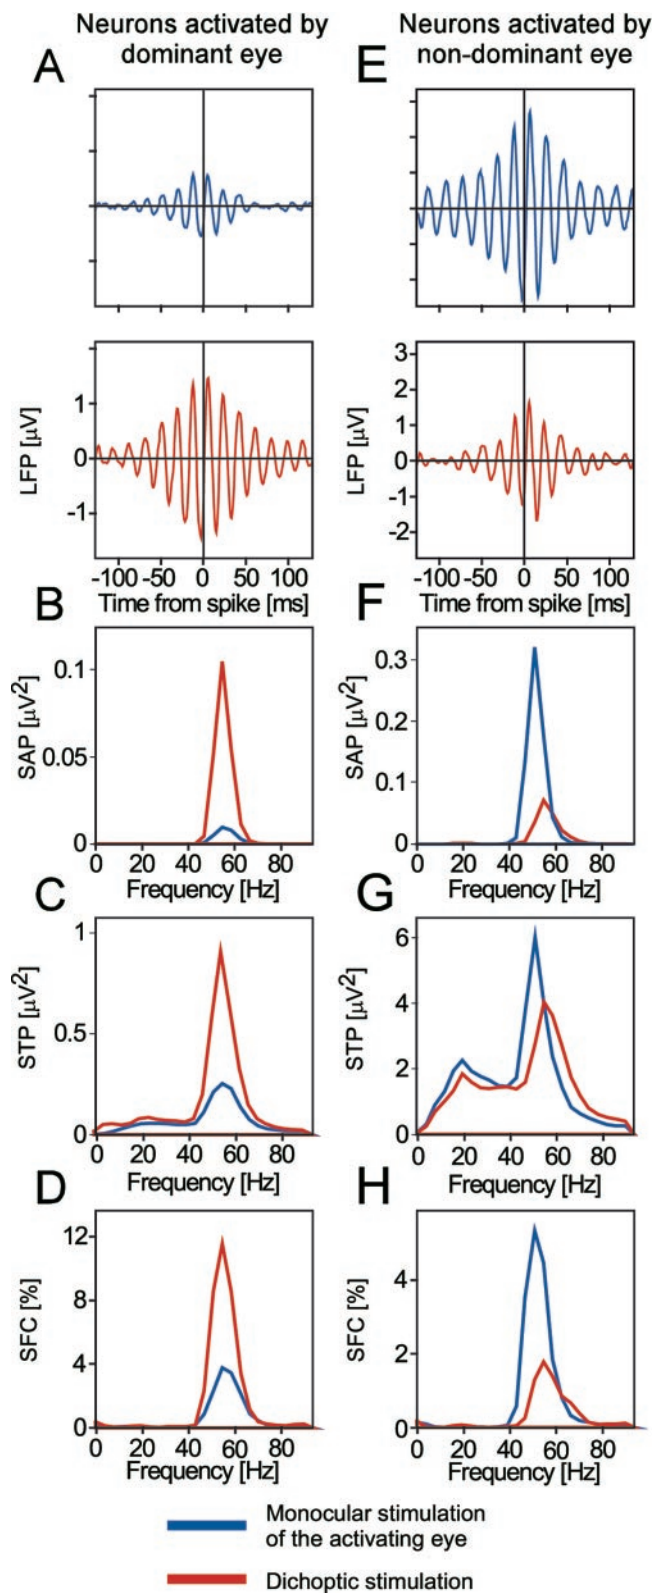 Neurons activated by
dominant eye
Neurons activated by
non-dominant eye
A
E
LFP [μV]
1
0
-1
LFP [μV]
3
2
1
0
-1
-2
-100 -50 0 50 100
Time from spike [ms]
-100 -50 0 50 100
Time from spike [ms]
B
F
SAP [μV²]
0.1
0.05
0
0 20 40 60 80
Frequency [Hz]
SAP [μV²]
0.3
0.2
0.1
0
0 20 40 60 80
Frequency [Hz]
C
G
STP [μV²]
1
0.5
0
0 20 40 60 80
Frequency [Hz]
STP [μV²]
6
4
2
0
0 20 40 60 80
Frequency [Hz]
D
H
SFC [%]
12
8
4
0
0 20 40 60 80
Frequency [Hz]
SFC [%]
4
2
0
0 20 40 60 80
Frequency [Hz]
Monocular stimulation
of the activating eye
Dichoptic stimulation